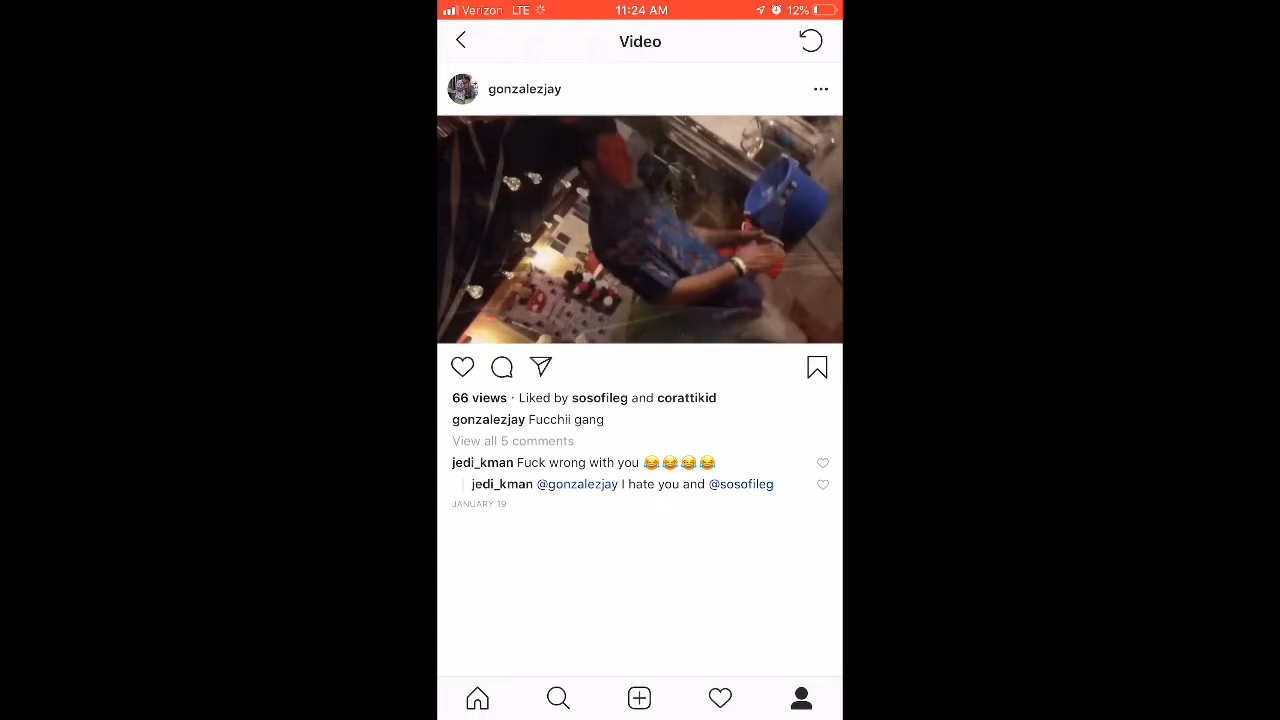 Verizon LTE 11:24 AM 12%
Video
gonzalezjay
66 views · Liked by sosofileg and corattikid
gonzalezjay Fucchii gang
View all 5 comments
jedi_kman Fuck wrong with you 😂😂😂😂
jedi_kman @gonzalezjay I hate you and @sosofileg
JANUARY 19